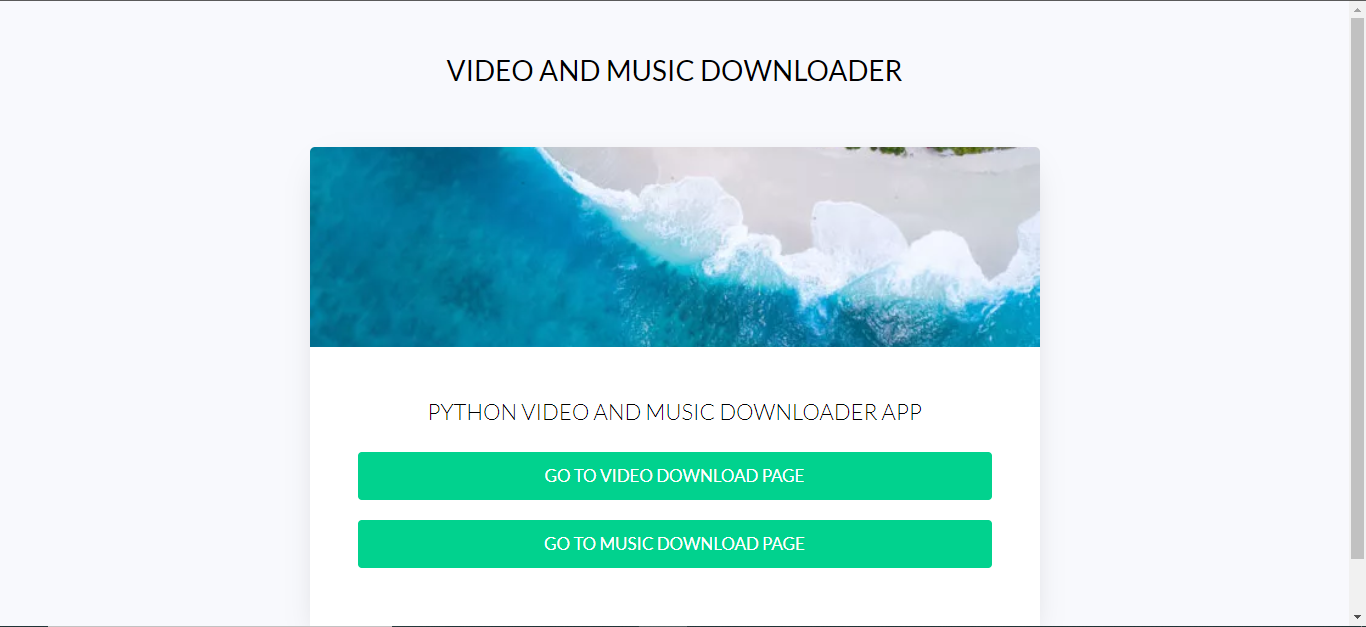 VIDEO AND MUSIC DOWNLOADER
PYTHON VIDEO AND MUSIC DOWNLOADER APP
GO TO VIDEO DOWNLOAD PAGE
GO TO MUSIC DOWNLOAD PAGE